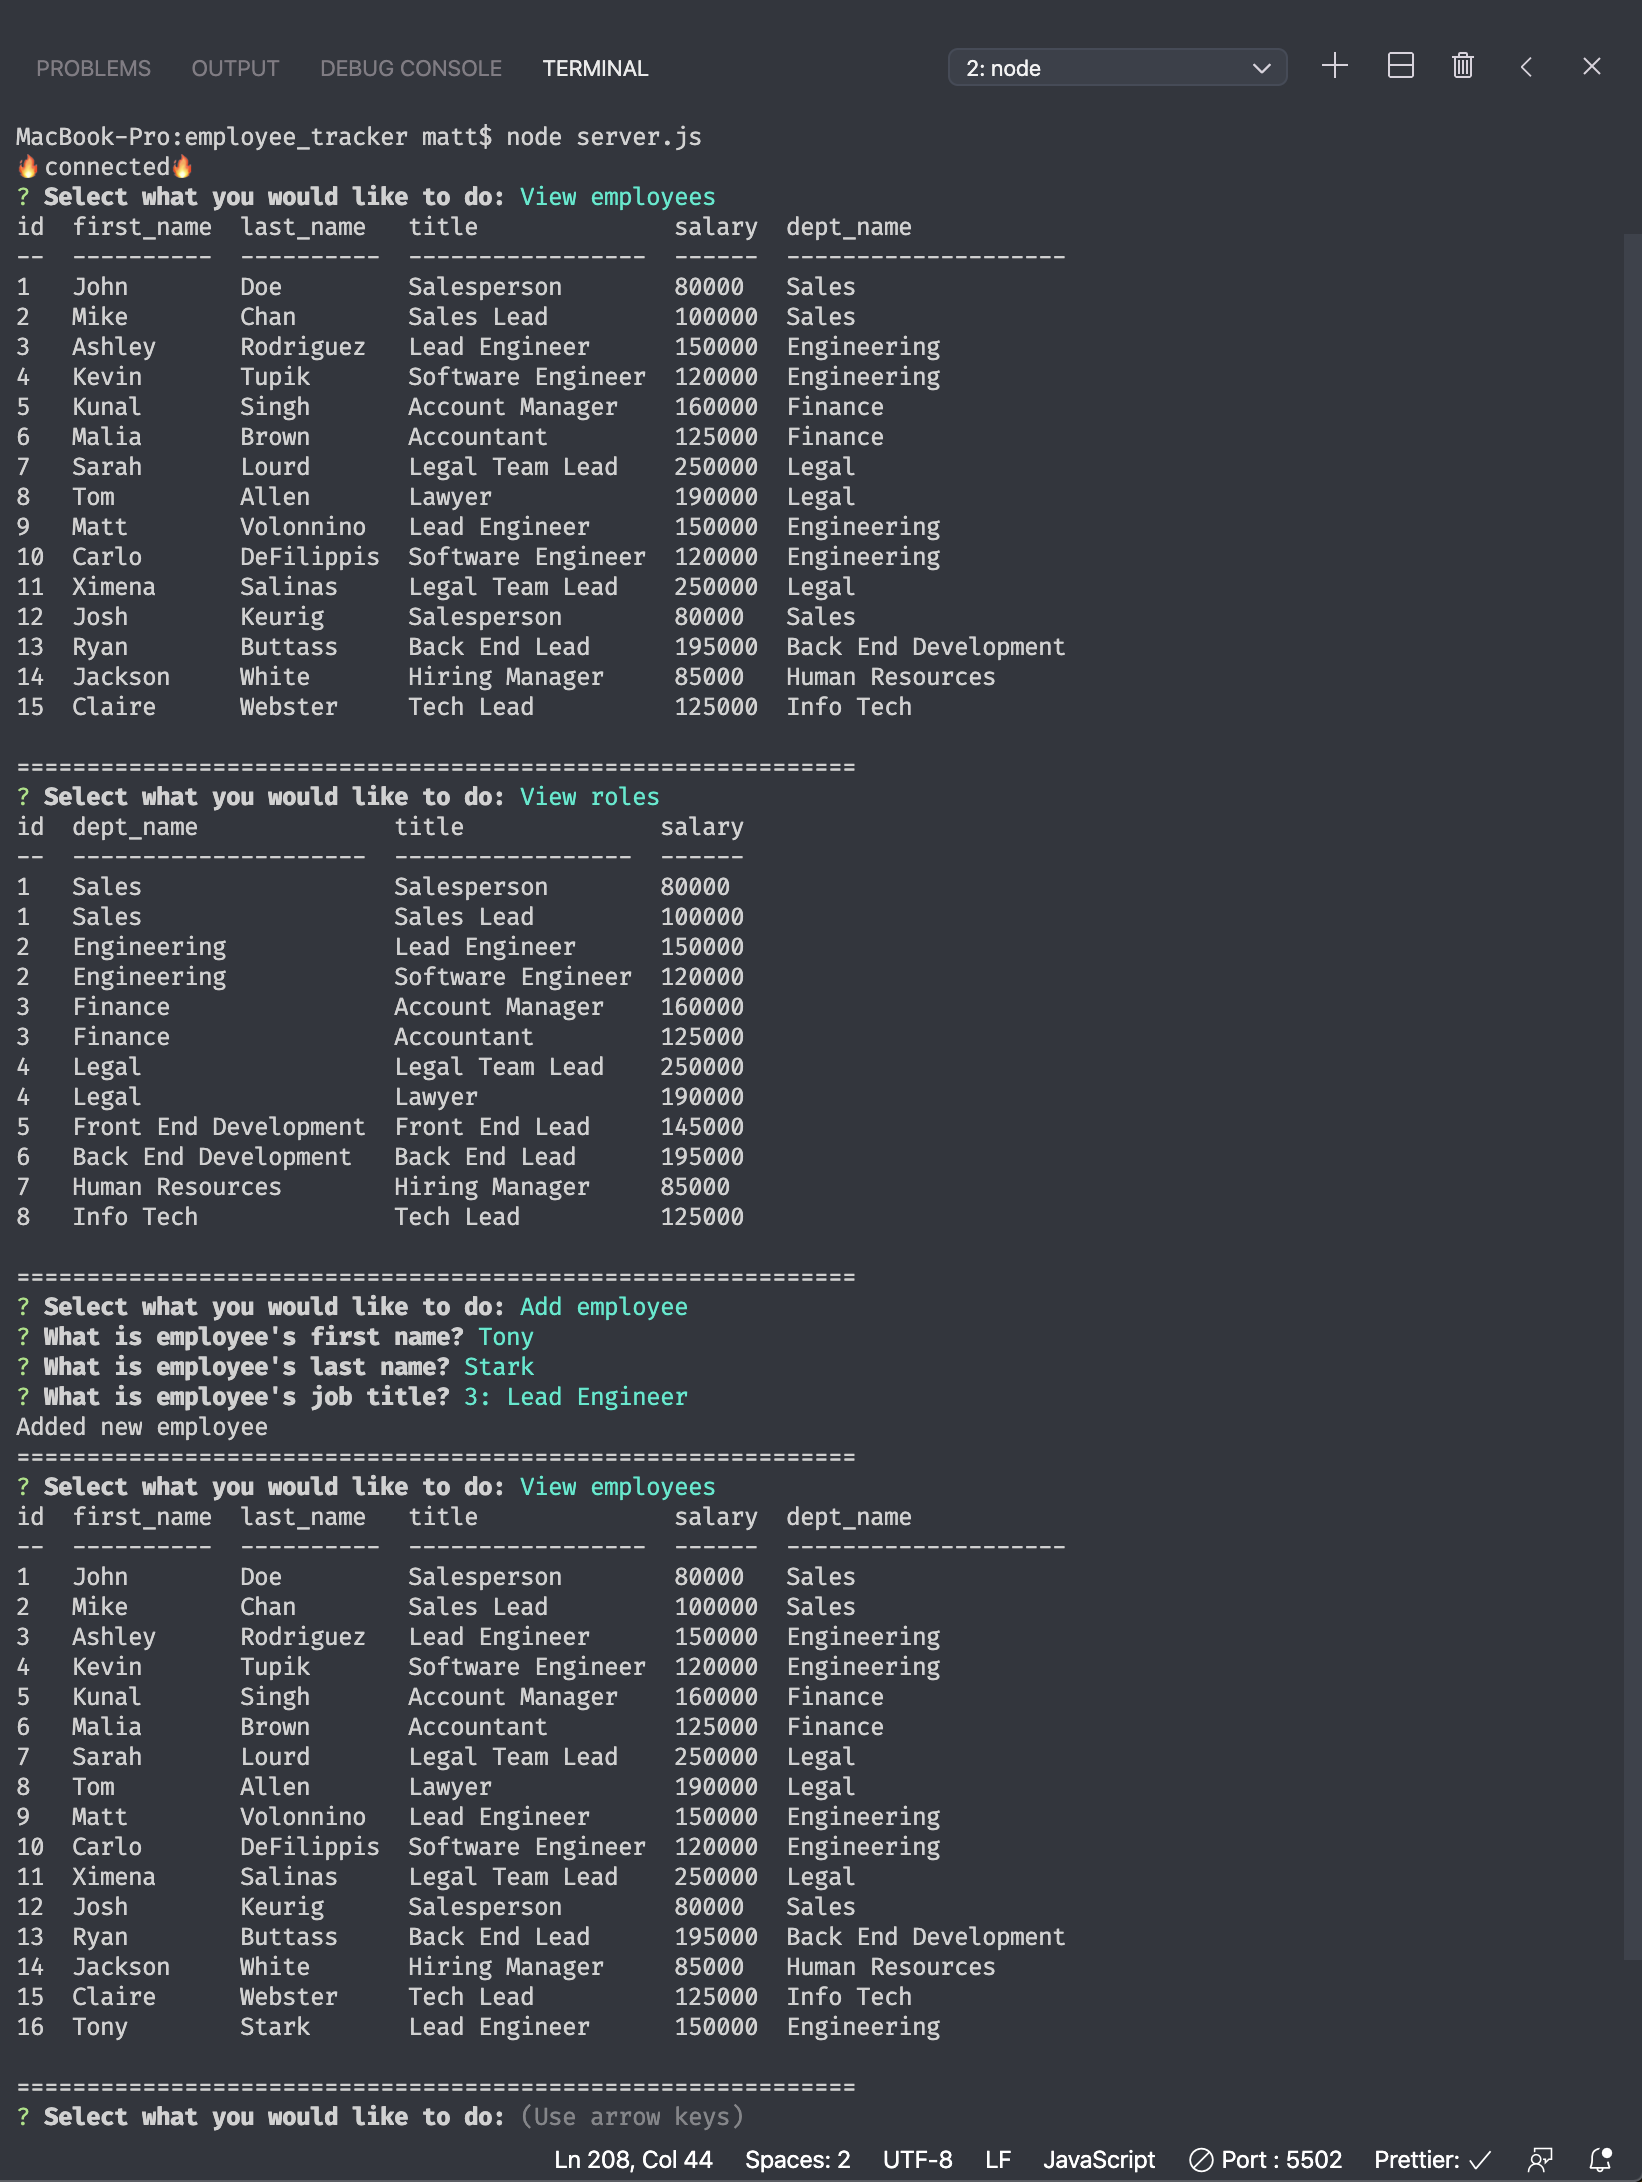 PROBLEMS OUTPUT DEBUG CONSOLE TERMINAL 2: node
MacBook-Pro:employee_tracker matt$ node server.js
🔥connected🔥
? Select what you would like to do: View employees
id  first_name  last_name   title              salary  dept_name
--  ----------  ----------  -----------------  ------  --------------------
1   John        Doe         Salesperson        80000   Sales
2   Mike        Chan        Sales Lead         100000  Sales
3   Ashley      Rodriguez   Lead Engineer      150000  Engineering
4   Kevin       Tupik       Software Engineer  120000  Engineering
5   Kunal       Singh       Account Manager    160000  Finance
6   Malia       Brown       Accountant         125000  Finance
7   Sarah       Lourd       Legal Team Lead    250000  Legal
8   Tom         Allen       Lawyer             190000  Legal
9   Matt        Volonnino   Lead Engineer      150000  Engineering
10  Carlo       DeFilippis  Software Engineer  120000  Engineering
11  Ximena      Salinas     Legal Team Lead    250000  Legal
12  Josh        Keurig      Salesperson        80000   Sales
13  Ryan        Buttass     Back End Lead      195000  Back End Development
14  Jackson     White       Hiring Manager     85000   Human Resources
15  Claire      Webster     Tech Lead          125000  Info Tech
============================================================
? Select what you would like to do: View roles
id  dept_name              title              salary
--  ---------------------  -----------------  ------
1   Sales                  Salesperson        80000
1   Sales                  Sales Lead         100000
2   Engineering            Lead Engineer      150000
2   Engineering            Software Engineer  120000
3   Finance                Account Manager    160000
3   Finance                Accountant         125000
4   Legal                  Legal Team Lead    250000
4   Legal                  Lawyer             190000
5   Front End Development  Front End Lead     145000
6   Back End Development   Back End Lead      195000
7   Human Resources        Hiring Manager     85000
8   Info Tech              Tech Lead          125000
============================================================
? Select what you would like to do: Add employee
? What is employee's first name? Tony
? What is employee's last name? Stark
? What is employee's job title? 3: Lead Engineer
Added new employee
============================================================
? Select what you would like to do: View employees
id  first_name  last_name   title              salary  dept_name
--  ----------  ----------  -----------------  ------  --------------------
1   John        Doe         Salesperson        80000   Sales
2   Mike        Chan        Sales Lead         100000  Sales
3   Ashley      Rodriguez   Lead Engineer      150000  Engineering
4   Kevin       Tupik       Software Engineer  120000  Engineering
5   Kunal       Singh       Account Manager    160000  Finance
6   Malia       Brown       Accountant         125000  Finance
7   Sarah       Lourd       Legal Team Lead    250000  Legal
8   Tom         Allen       Lawyer             190000  Legal
9   Matt        Volonnino   Lead Engineer      150000  Engineering
10  Carlo       DeFilippis  Software Engineer  120000  Engineering
11  Ximena      Salinas     Legal Team Lead    250000  Legal
12  Josh        Keurig      Salesperson        80000   Sales
13  Ryan        Buttass     Back End Lead      195000  Back End Development
14  Jackson     White       Hiring Manager     85000   Human Resources
15  Claire      Webster     Tech Lead          125000  Info Tech
16  Tony        Stark       Lead Engineer      150000  Engineering
============================================================
? Select what you would like to do: (Use arrow keys)
Ln 208, Col 44 Spaces: 2 UTF-8 LF JavaScript Port : 5502 Prettier: ✓